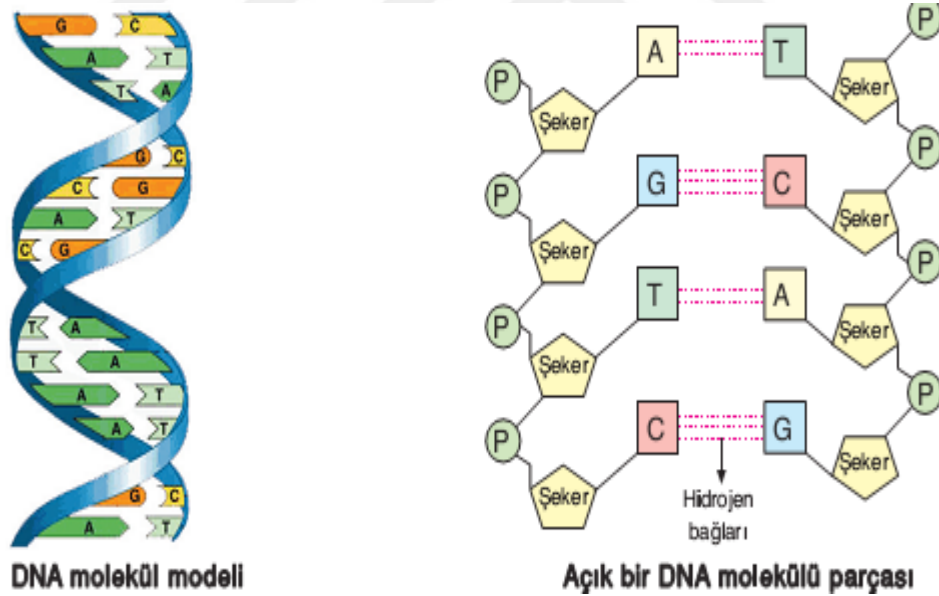 G C
A T
T A
G C
C G
A T
C G
T A
T A
A T
A T
G C
A T
DNA molekül modeli
P
A T
P Şeker Şeker
P
G C
P Şeker Şeker
P
T A
P Şeker Şeker
P
C G
P Şeker Şeker
Hidrojen
bağları
Açık bir DNA molekülü parçası